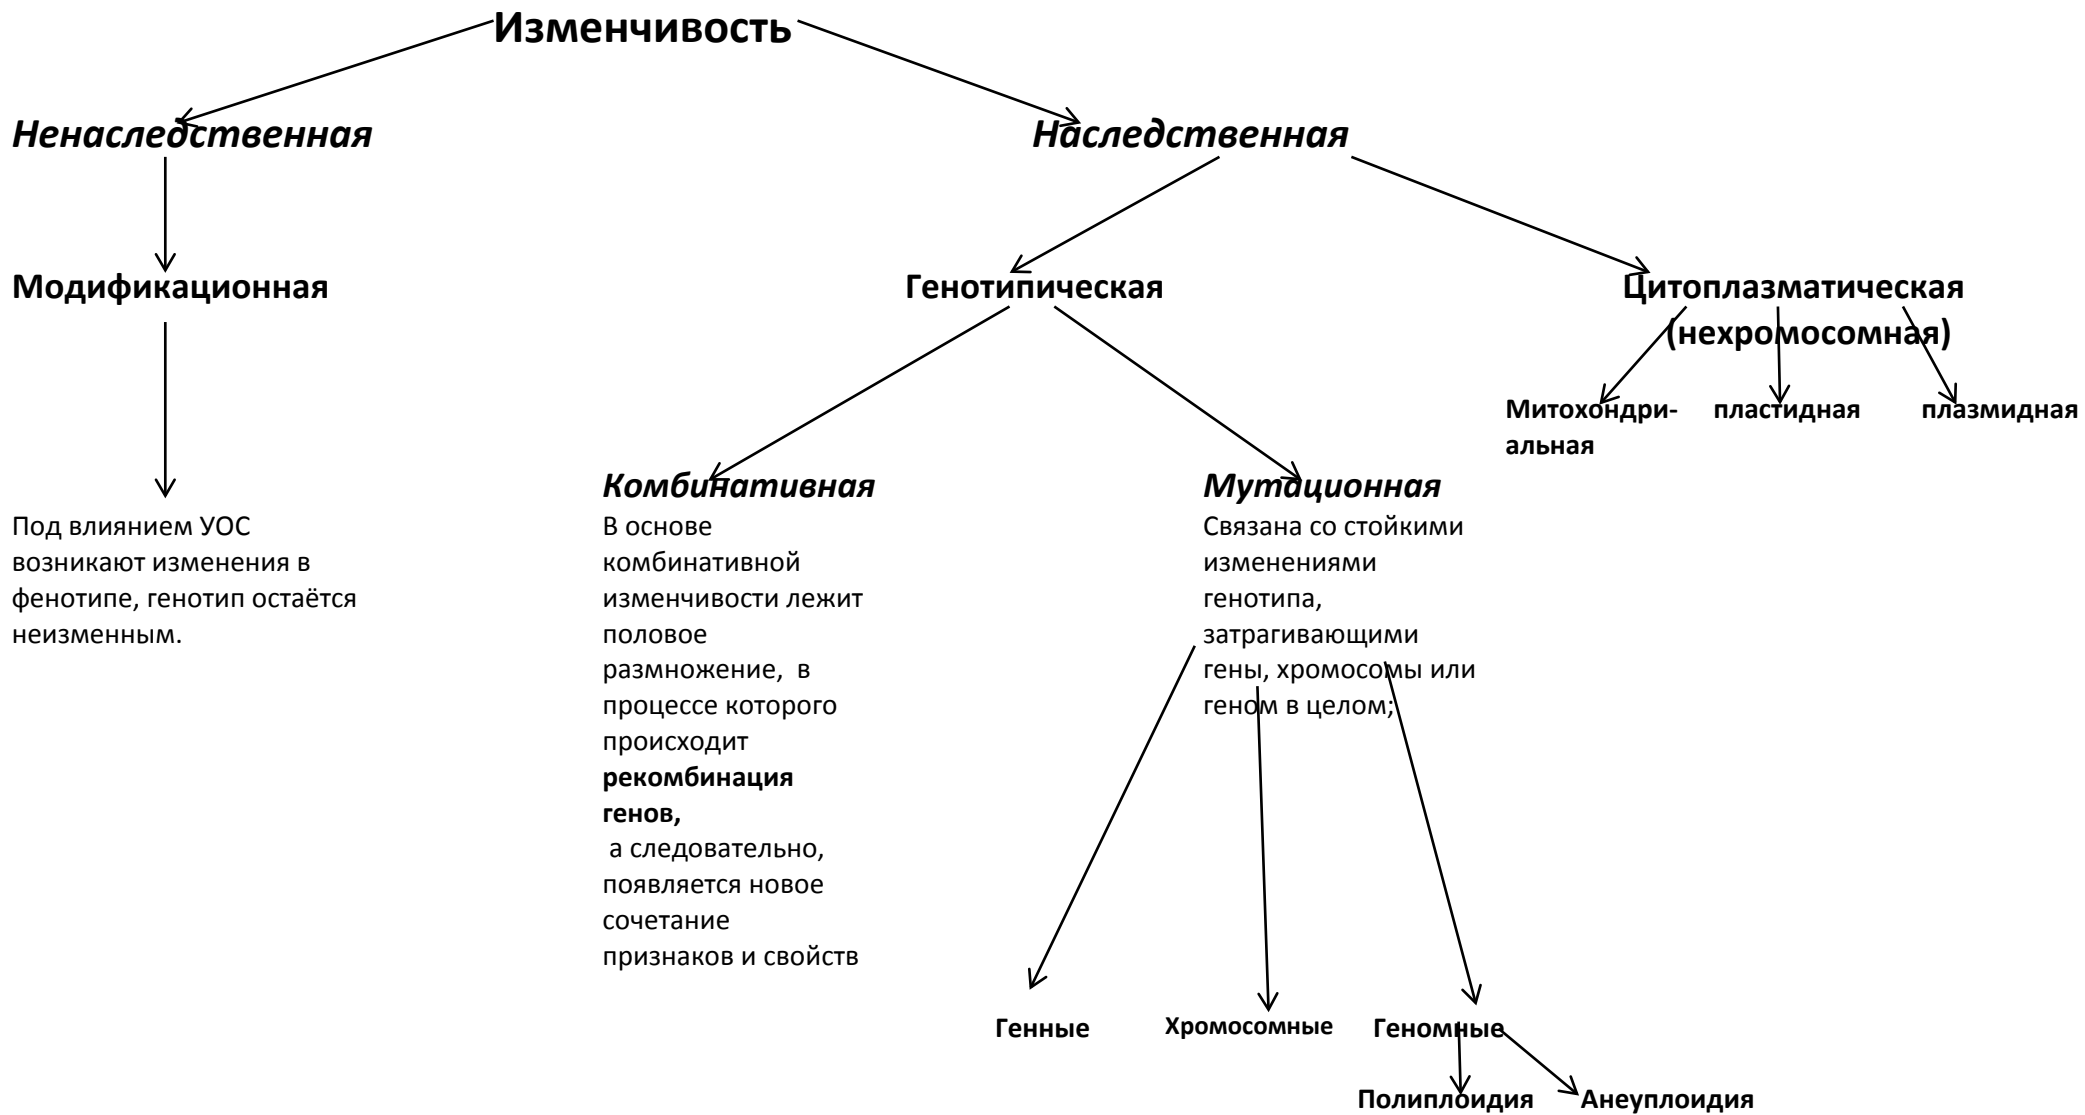 Изменчивость
Ненаследственная
Наследственная
Модификационная
Генотипическая
Цитоплазматическая
(нехромосомная)
Митохондри-
альная
пластидная
плазмидная
Комбинативная
Мутационная
Под влиянием УОС
возникают изменения в
фенотипе, генотип остаётся
неизменным.
В основе
комбинативной
изменчивости лежит
половое
размножение, в
процессе которого
происходит
рекомбинация
генов,
а следовательно,
появляется новое
сочетание
признаков и свойств
Связана со стойкими
изменениями
генотипа,
затрагивающими
гены, хромосомы или
геном в целом;
Генные
Хромосомные
Геномные
Полиплоидия
Анеуплоидия